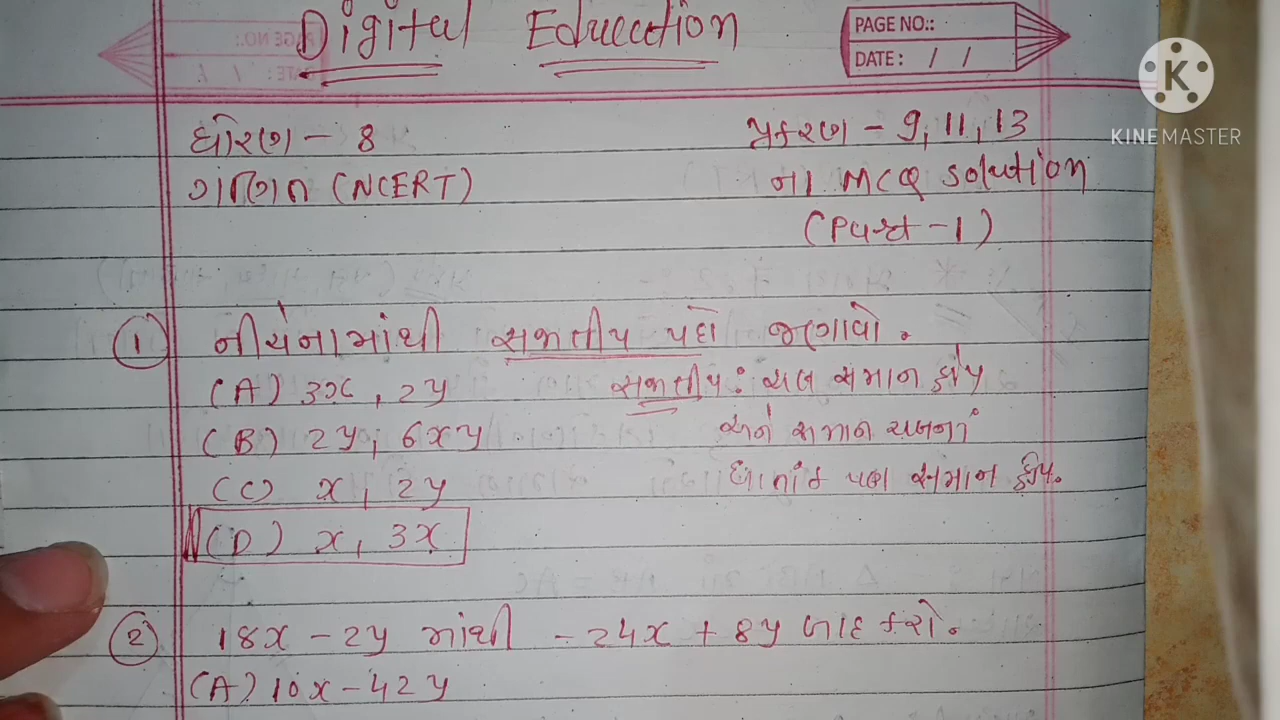 Digital Education
PAGE NO.:
DATE: / /
KINEMASTER
ધોરણ - 8
પ્રકરણ - 9, 11, 13
ગણિત (NCERT)
ના MCQ solution
(Part - 1)
① નીચેનામાંથી સજાતીય પદો જણાવો.
(A) 3x, 2y
સજાતીય : ચલ સમાન હોય
(B) 2y, 6xy
અને સમાન ચલનાં
(C) x, 2y
ઘાતાંક પણ સમાન હોય.
(D) x, 3x
② 18x - 2y માંથી - 24x + 8y બાદ કરો.
(A) 10x - 42y